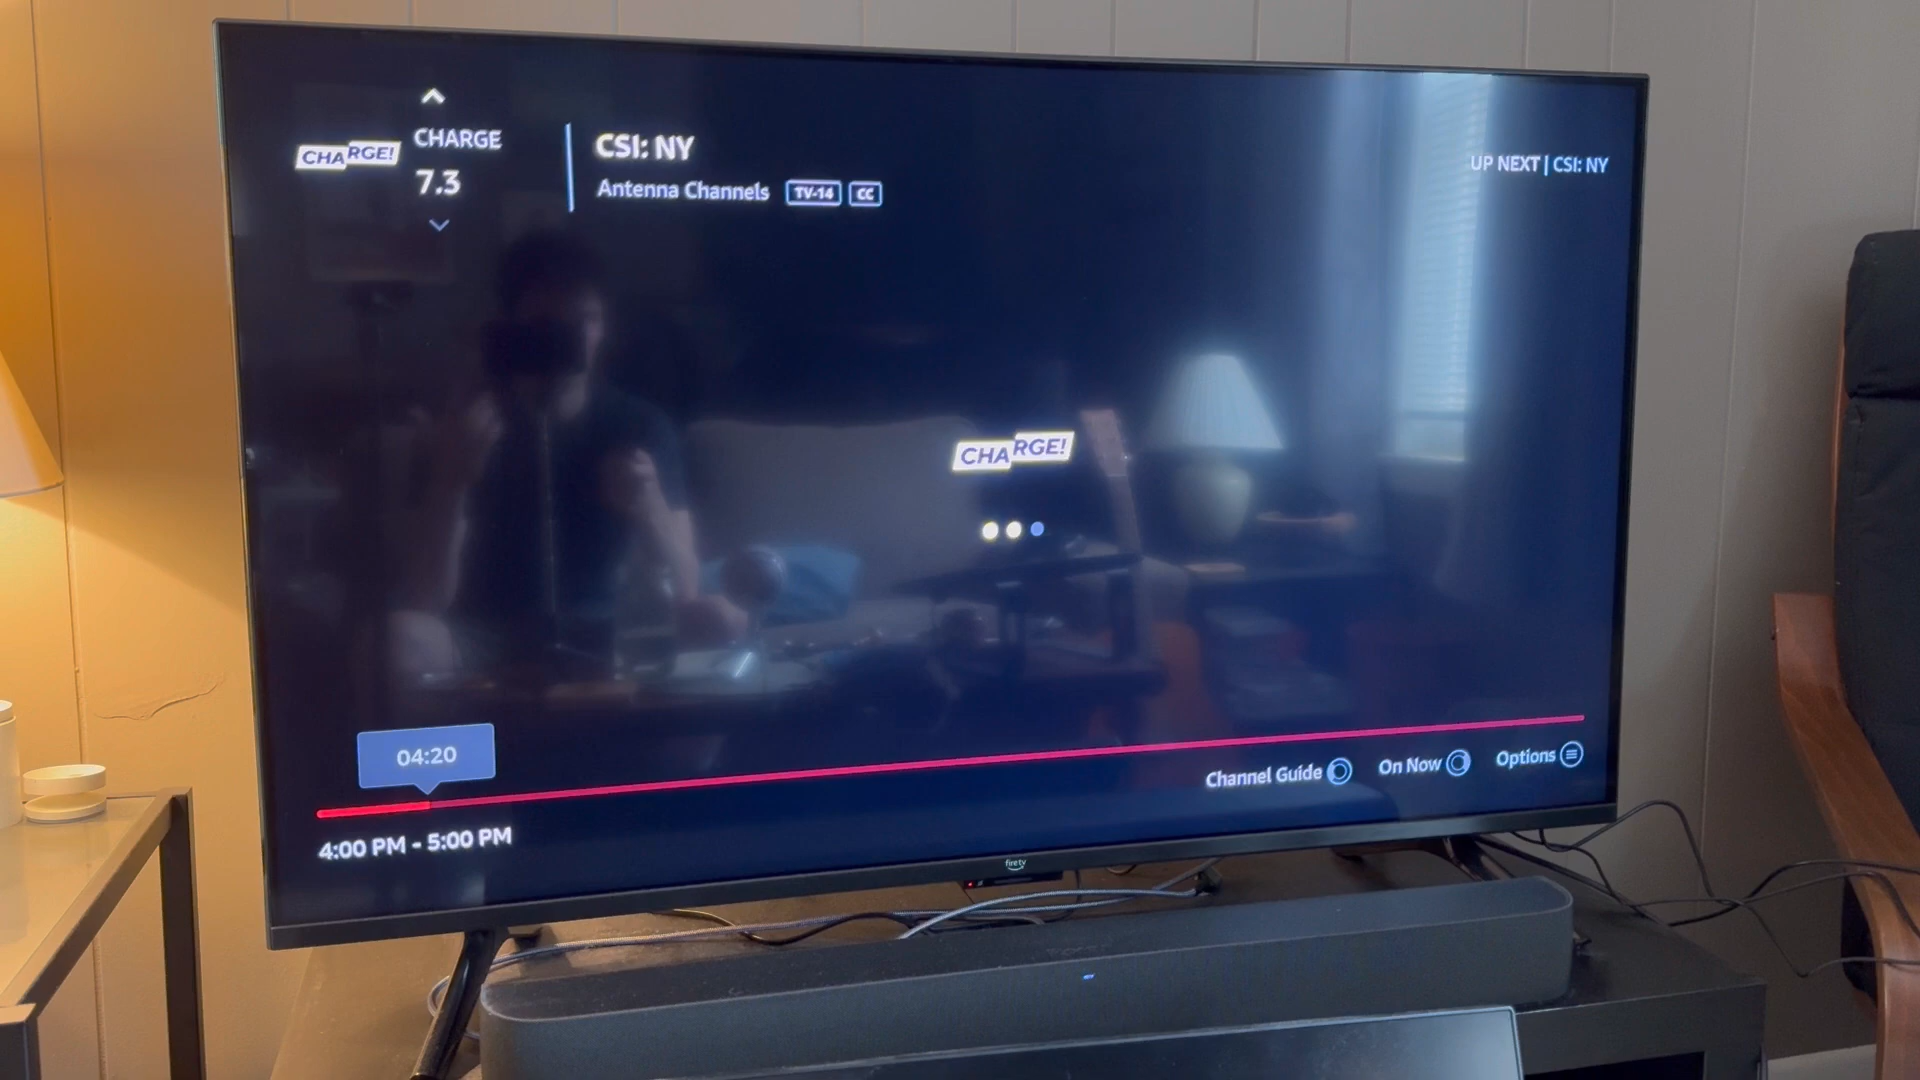 CHARGE!
CHARGE
7.3
CSI: NY
Antenna Channels TV-14 CC
UP NEXT | CSI: NY
CHARGE!
04:20
4:00 PM - 5:00 PM
Channel Guide
On Now
Options
fire tv